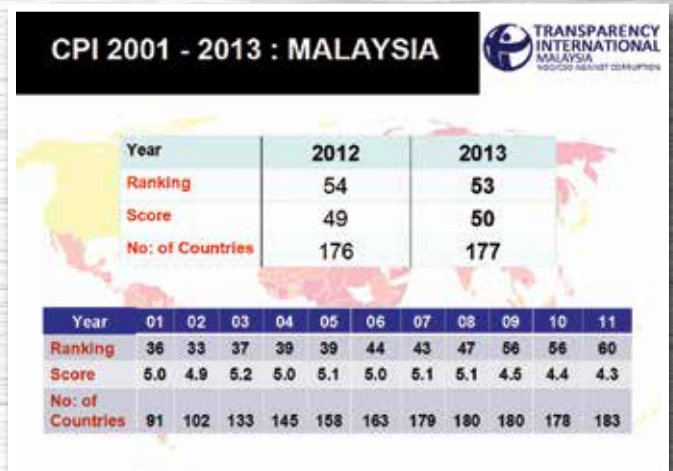 CPI 2001 - 2013 : MALAYSIA
TRANSPARENCY
INTERNATIONAL
MALAYSIA
NGO/CSO AGAINST CORRUPTION
Year 2012 2013
Ranking 54 53
Score 49 50
No: of Countries 176 177
Year 01 02 03 04 05 06 07 08 09 10 11
Ranking 36 33 37 39 39 44 43 47 56 56 60
Score 5.0 4.9 5.2 5.0 5.1 5.0 5.1 5.1 4.5 4.4 4.3
No: of
Countries 91 102 133 145 158 163 179 180 180 178 183